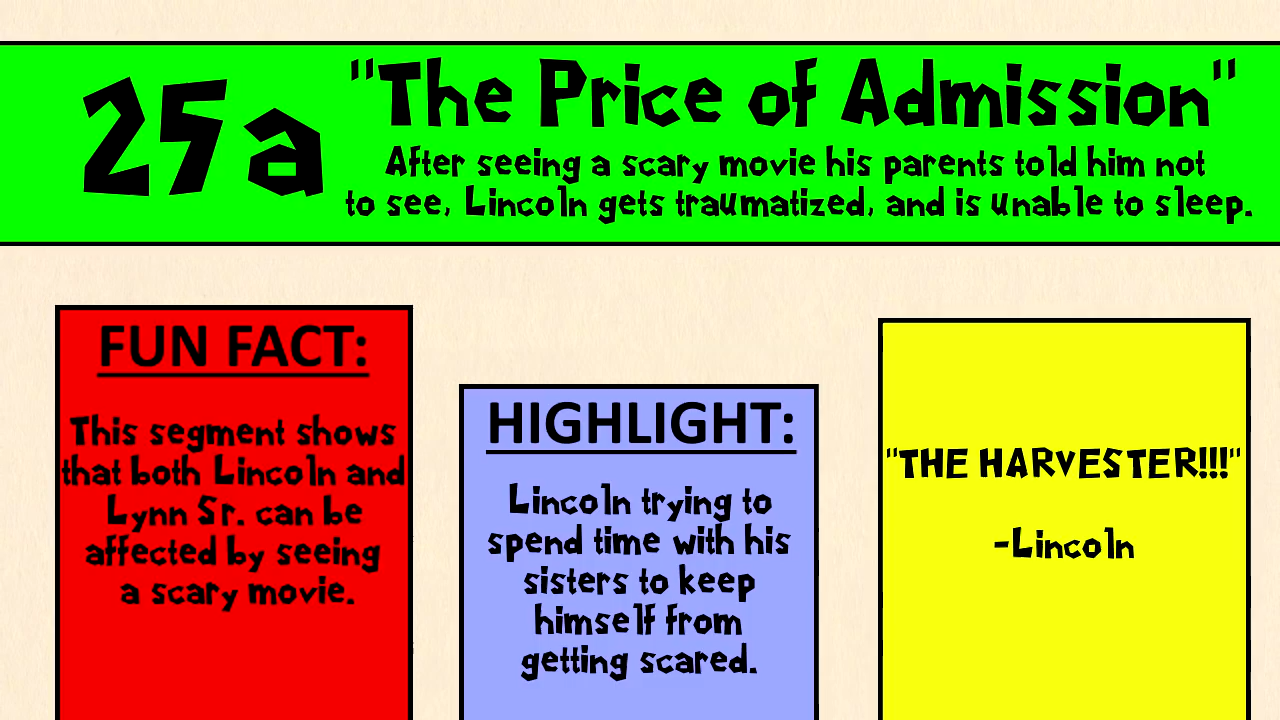 25a
"The Price of Admission"
After seeing a scary movie his parents told him not
to see, Lincoln gets traumatized, and is unable to sleep.
FUN FACT:
This segment shows
that both Lincoln and
Lynn Sr. can be
affected by seeing
a scary movie.
HIGHLIGHT:
Lincoln trying to
spend time with his
sisters to keep
himself from
getting scared.
"THE HARVESTER!!!"
-Lincoln